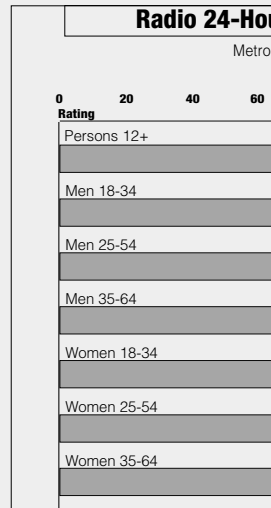 Radio 24-Hou
Metro
0 20 40 60
Rating
Persons 12+
Men 18-34
Men 25-54
Men 35-64
Women 18-34
Women 25-54
Women 35-64